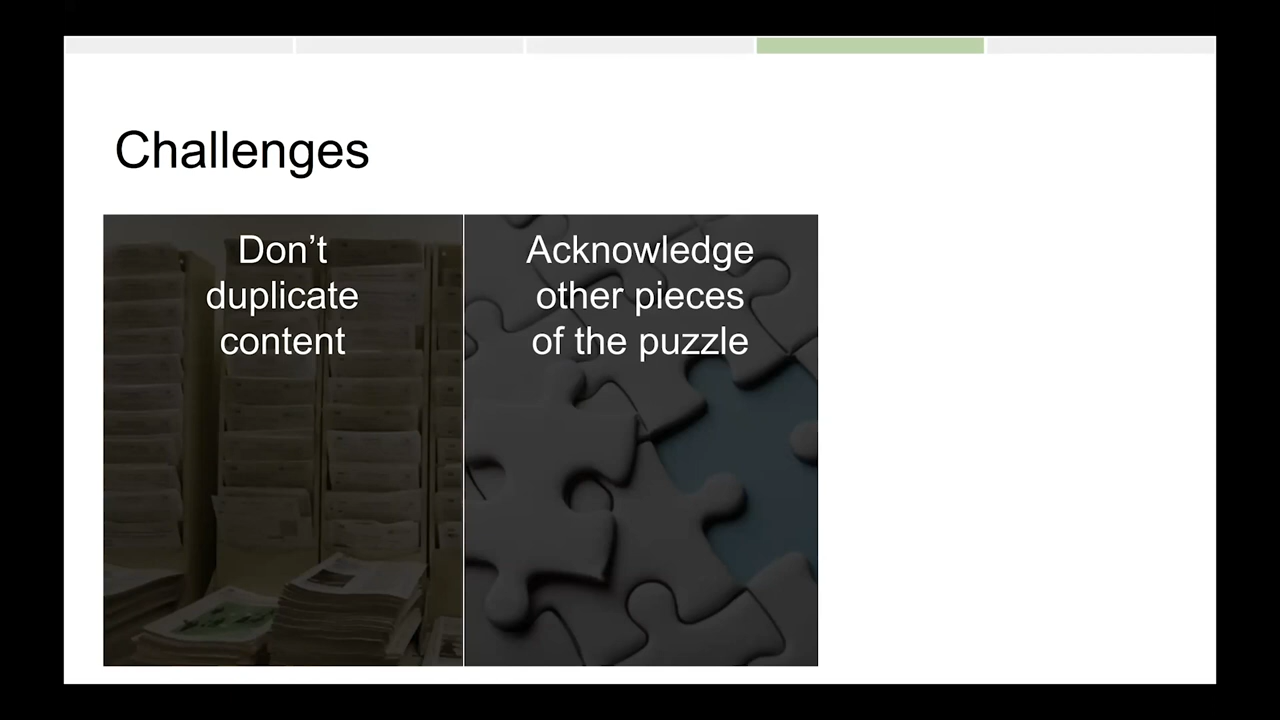 Challenges
Don’t
duplicate
content
Acknowledge
other pieces
of the puzzle